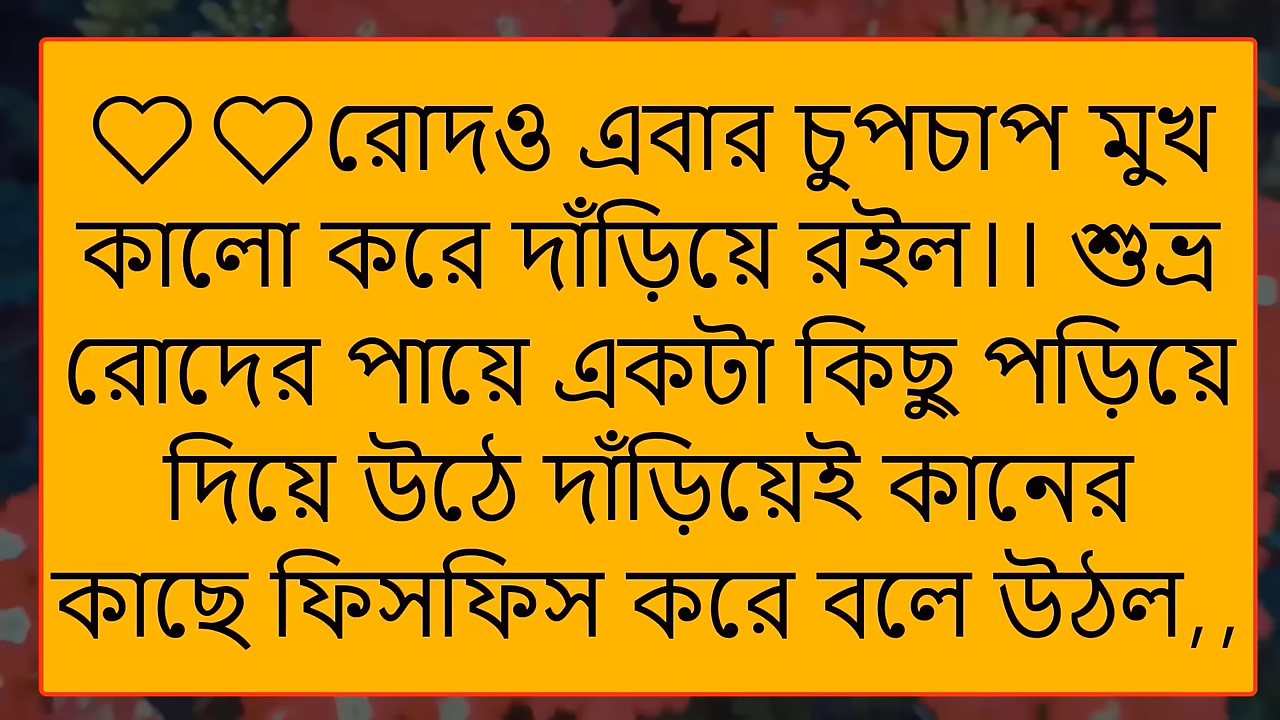 ♡♡রোদও এবার চুপচাপ মুখ
কালো করে দাঁড়িয়ে রইল।। শুভ্র
রোদের পায়ে একটা কিছু পড়িয়ে
দিয়ে উঠে দাঁড়িয়েই কানের
কাছে ফিসফিস করে বলে উঠল,,